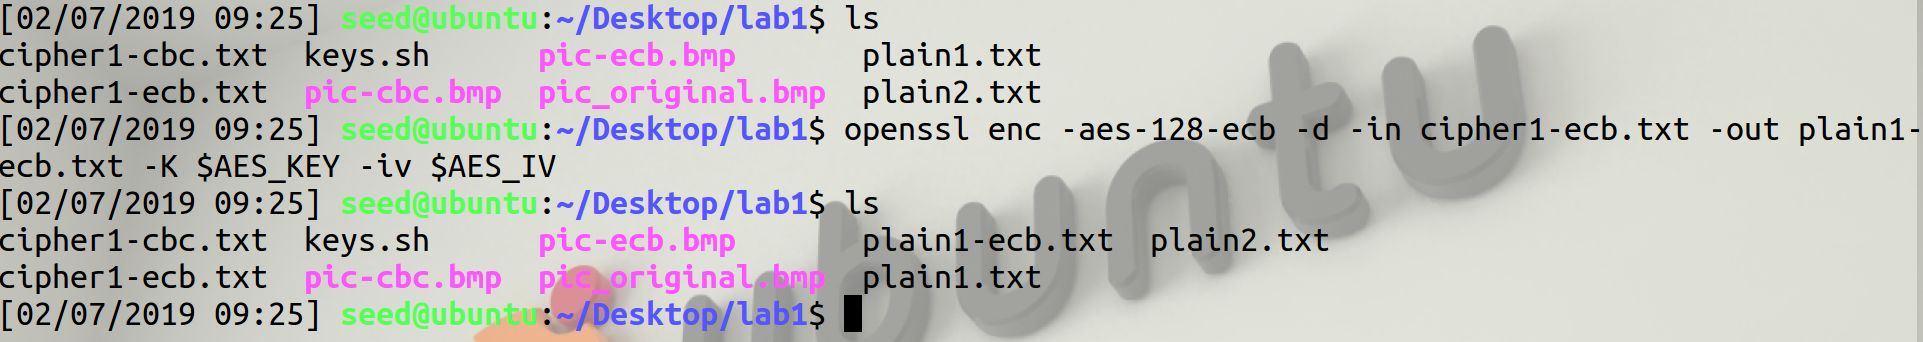 [02/07/2019 09:25] seed@ubuntu:~/Desktop/lab1$ ls
cipher1-cbc.txt  keys.sh      pic-ecb.bmp       plain1.txt
cipher1-ecb.txt  pic-cbc.bmp  pic_original.bmp  plain2.txt
[02/07/2019 09:25] seed@ubuntu:~/Desktop/lab1$ openssl enc -aes-128-ecb -d -in cipher1-ecb.txt -out plain1-
ecb.txt -K $AES_KEY -iv $AES_IV
[02/07/2019 09:25] seed@ubuntu:~/Desktop/lab1$ ls
cipher1-cbc.txt  keys.sh      pic-ecb.bmp       plain1-ecb.txt  plain2.txt
cipher1-ecb.txt  pic-cbc.bmp  pic_original.bmp  plain1.txt
[02/07/2019 09:25] seed@ubuntu:~/Desktop/lab1$
ubuntu